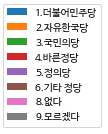 1.더불어민주당
2.자유한국당
3.국민의당
4.바른정당
5.정의당
6.기타 정당
8.없다
9.모르겠다